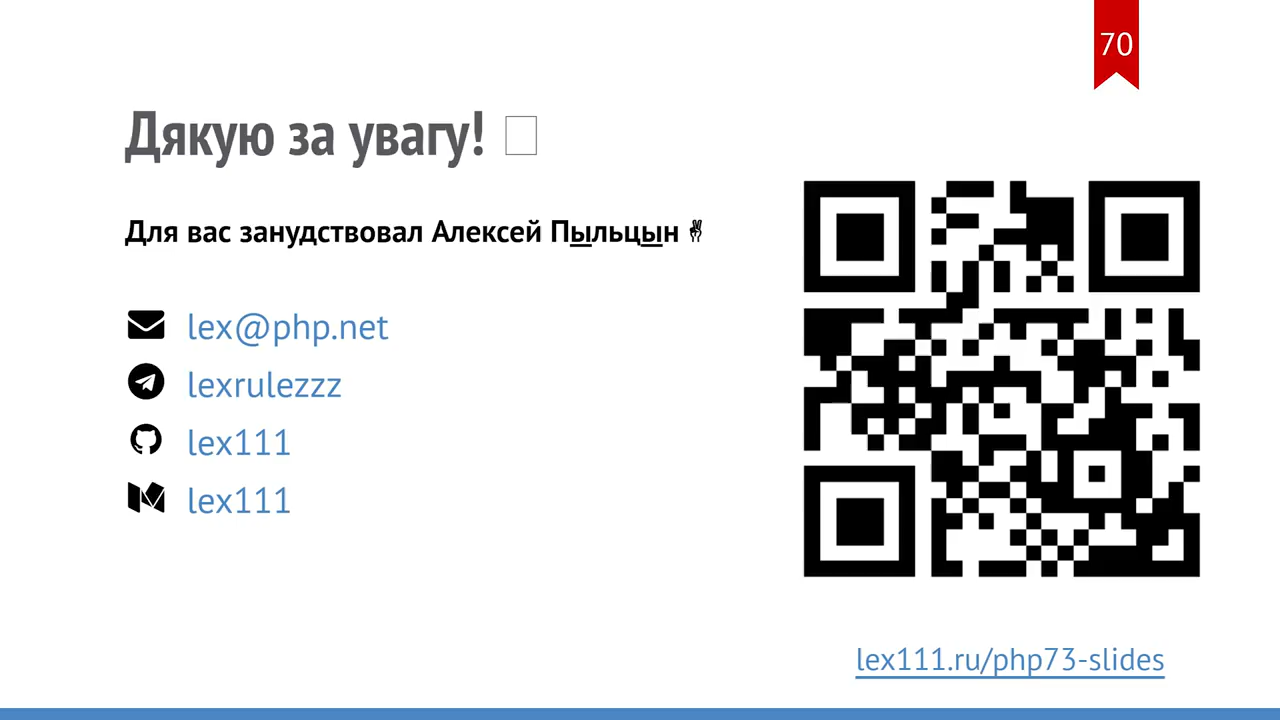 70
Дякую за увагу!
Для вас занудствовал Алексей Пыльцын ✌
lex@php.net
lexrulezzz
lex111
lex111
lex111.ru/php73-slides